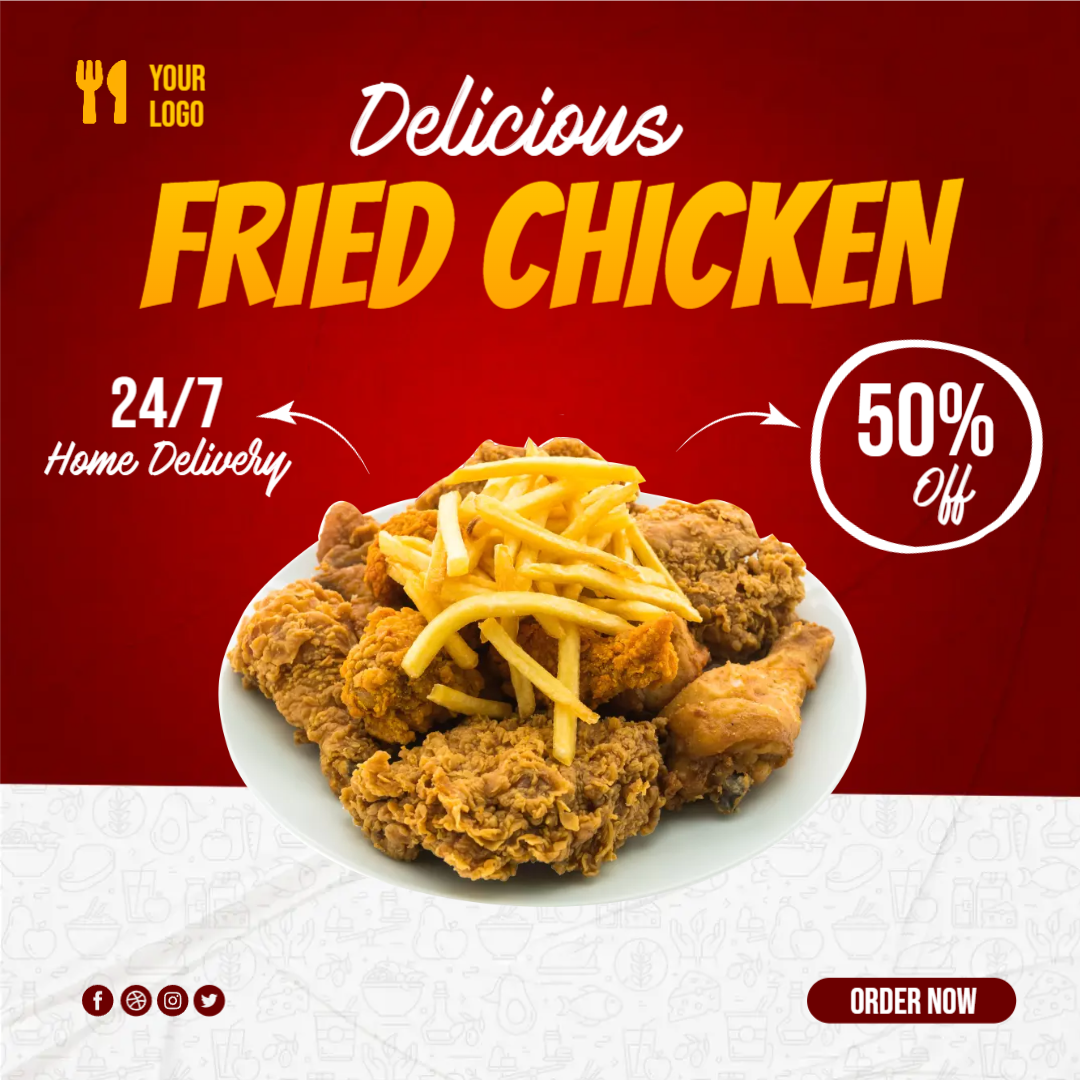 YOUR
LOGO
Delicious
FRIED CHICKEN
24/7
Home Delivery
50%
Off
ORDER NOW